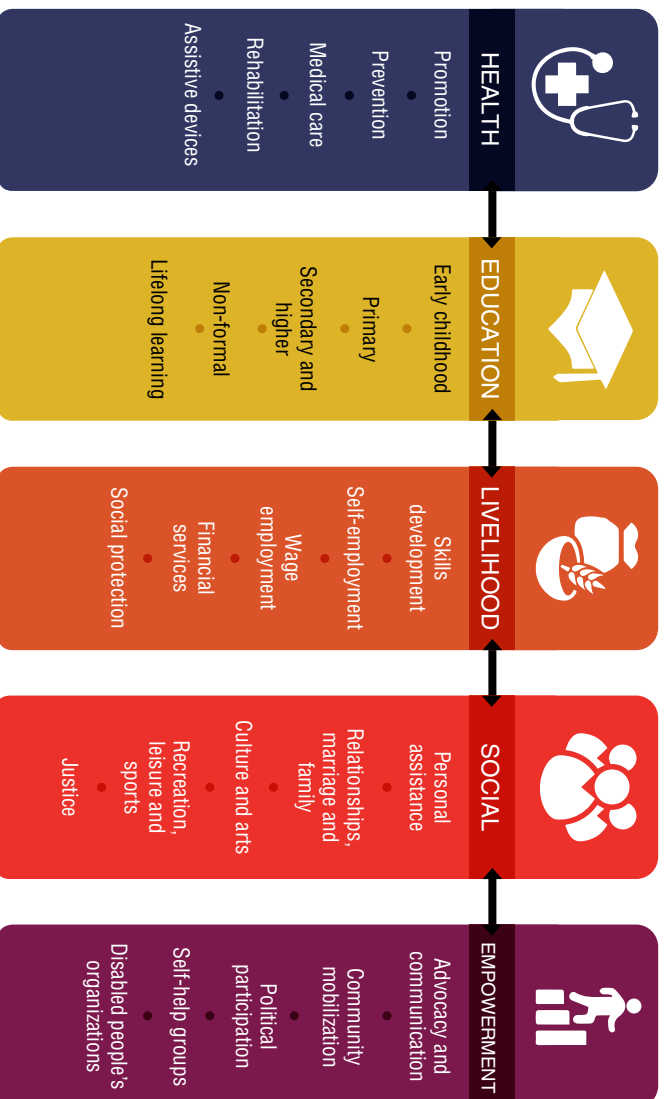 HEALTH
Promotion
Prevention
Medical care
Rehabilitation
Assistive devices
EDUCATION
Early childhood
Primary
Secondary and
higher
Non-formal
Lifelong learning
LIVELIHOOD
Skills
development
Self-employment
Wage
employment
Financial
services
Social protection
SOCIAL
Personal
assistance
Relationships,
marriage and
family
Culture and arts
Recreation,
leisure and
sports
Justice
EMPOWERMENT
Advocacy and
communication
Community
mobilization
Political
participation
Self-help groups
Disabled people's
organizations